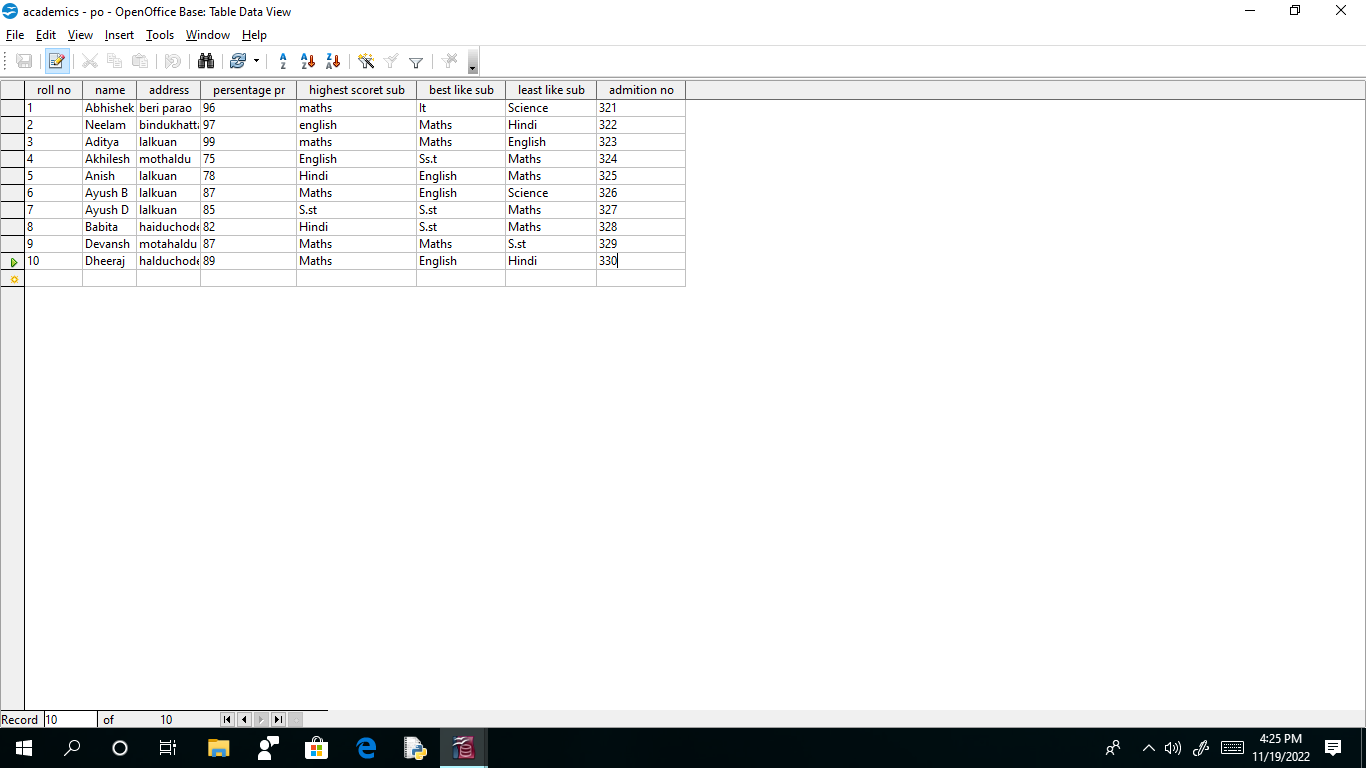 academics - po - OpenOffice Base: Table Data View
File Edit View Insert Tools Window Help
roll no name address persentage pr highest scoret sub best like sub least like sub admition no
1 Abhishek beri parao 96 maths It Science 321
2 Neelam bindukhatta 97 english Maths Hindi 322
3 Aditya lalkuan 99 maths Maths English 323
4 Akhilesh mothaldu 75 English Ss.t Maths 324
5 Anish lalkuan 78 Hindi English Maths 325
6 Ayush B lalkuan 87 Maths English Science 326
7 Ayush D lalkuan 85 S.st S.st Maths 327
8 Babita haiduchode 82 Hindi S.st Maths 328
9 Devansh motahaldu 87 Maths Maths S.st 329
10 Dheeraj halduchode 89 Maths English Hindi 330
Record 10 of 10
4:25 PM
11/19/2022